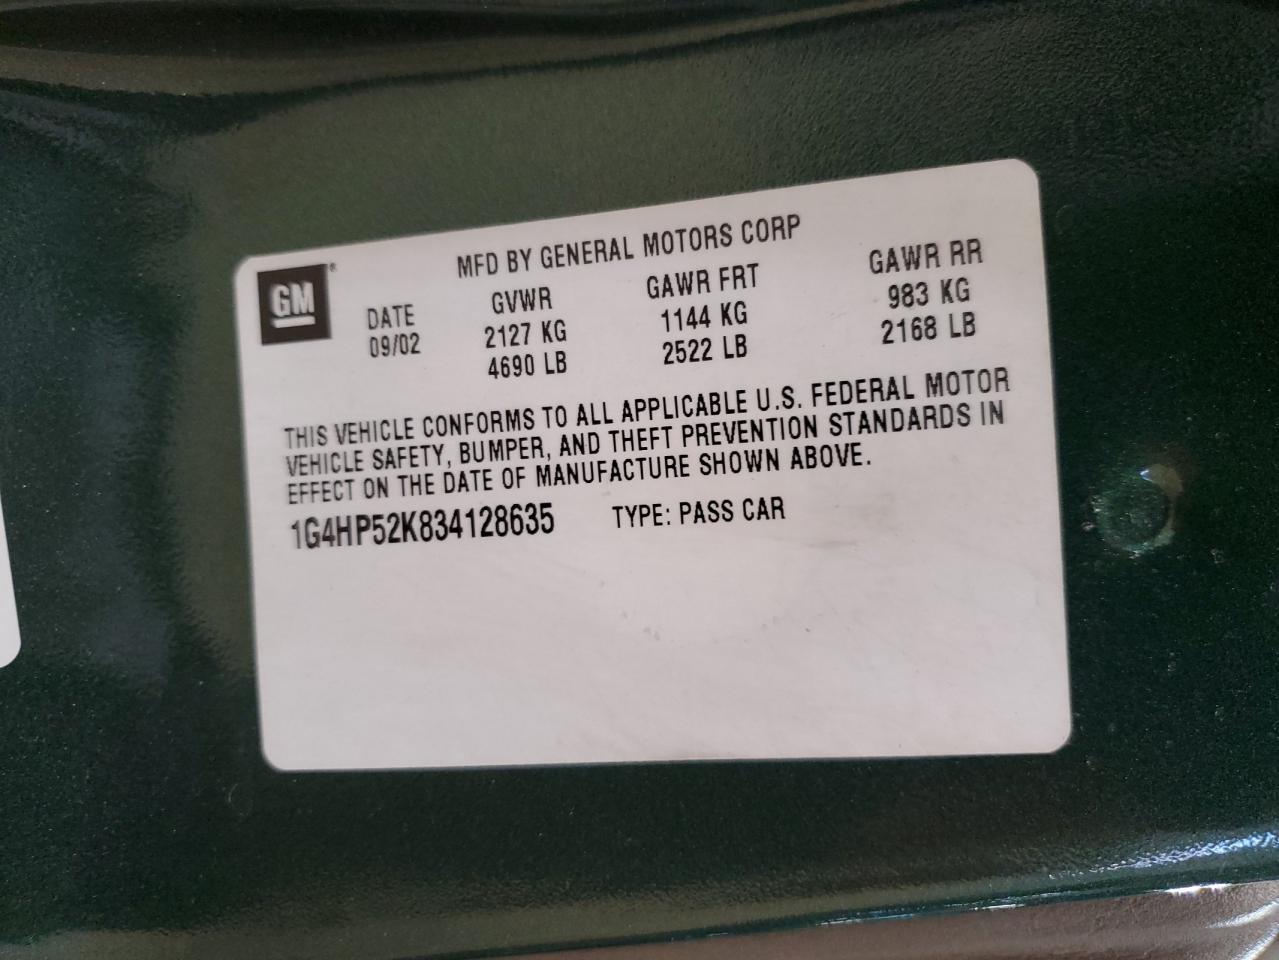 MFD BY GENERAL MOTORS CORP
GM®
DATE GVWR GAWR FRT GAWR RR
09/02 2127 KG 1144 KG 983 KG
4690 LB 2522 LB 2168 LB
THIS VEHICLE CONFORMS TO ALL APPLICABLE U.S. FEDERAL MOTOR
VEHICLE SAFETY, BUMPER, AND THEFT PREVENTION STANDARDS IN
EFFECT ON THE DATE OF MANUFACTURE SHOWN ABOVE.
1G4HP52K834128635 TYPE: PASS CAR